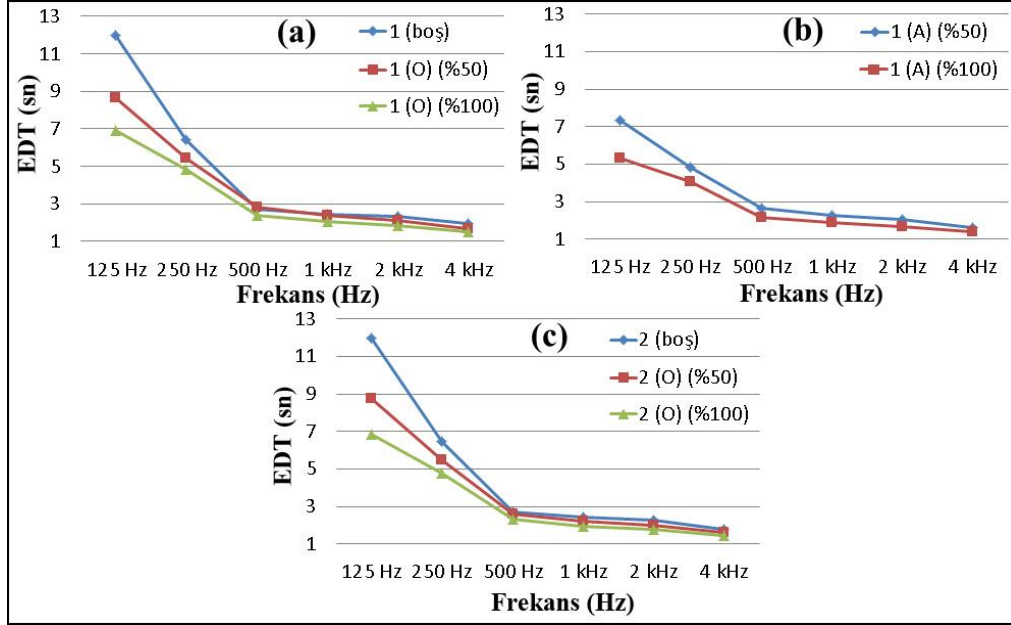 (a)
EDT (sn)
13
11
9
7
5
3
1
1 (boş)
1 (O) (%50)
1 (O) (%100)
125 Hz 250 Hz 500 Hz 1 kHz 2 kHz 4 kHz
Frekans (Hz)
(b)
EDT (sn)
13
11
9
7
5
3
1
1 (A) (%50)
1 (A) (%100)
125 Hz 250 Hz 500 Hz 1 kHz 2 kHz 4 kHz
Frekans (Hz)
(c)
EDT (sn)
13
11
9
7
5
3
1
2 (boş)
2 (O) (%50)
2 (O) (%100)
125 Hz 250 Hz 500 Hz 1 kHz 2 kHz 4 kHz
Frekans (Hz)